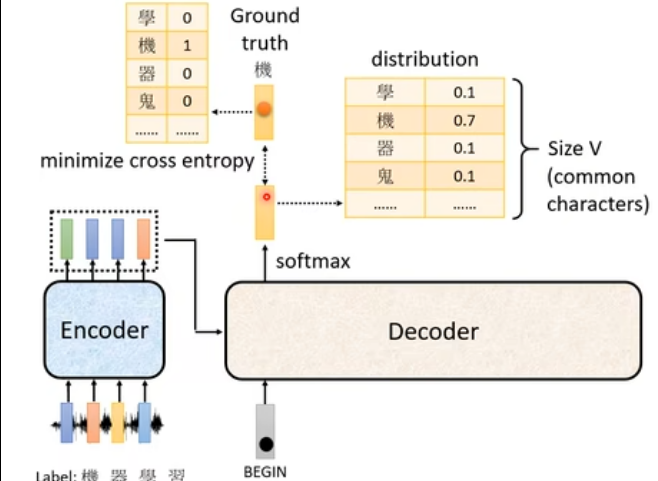 學 0
機 1
器 0
鬼 0
...... ......
Ground
truth
機
distribution
學 0.1
機 0.7
器 0.1
鬼 0.1
...... ......
Size V
(common
characters)
minimize cross entropy
softmax
Encoder
Decoder
BEGIN
Label: 機 器 學 習